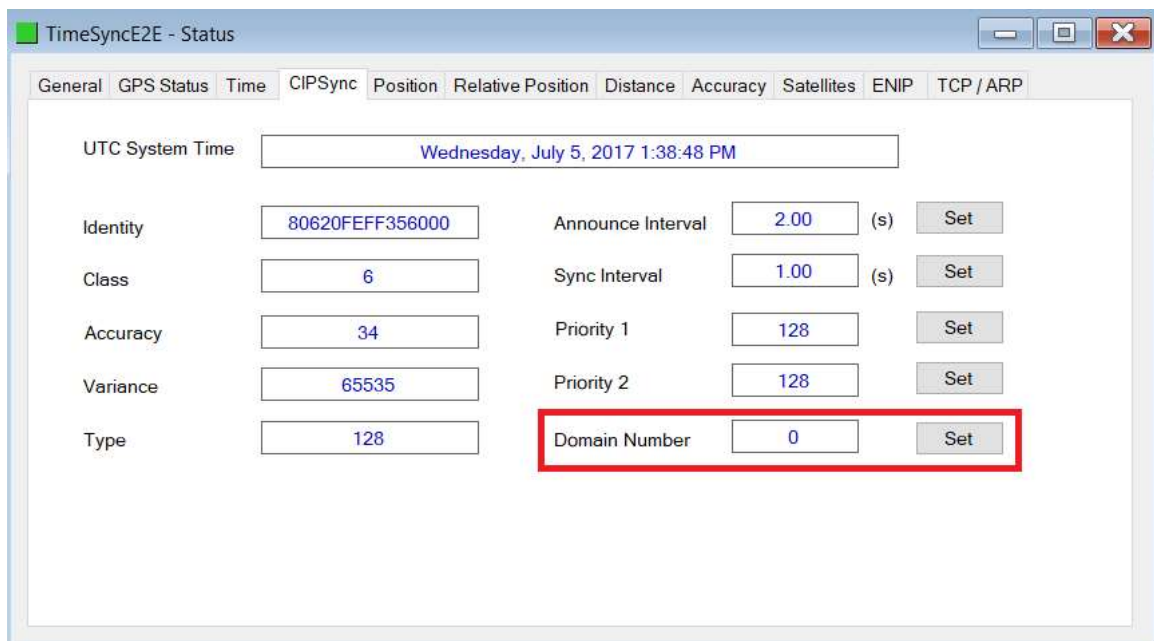 TimeSyncE2E - Status
General GPS Status Time CIPSync Position Relative Position Distance Accuracy Satellites ENIP TCP / ARP
UTC System Time Wednesday, July 5, 2017 1:38:48 PM
Identity 80620FEFF356000 Announce Interval 2.00 (s) Set
Class 6 Sync Interval 1.00 (s) Set
Accuracy 34 Priority 1 128 Set
Variance 65535 Priority 2 128 Set
Type 128 Domain Number 0 Set